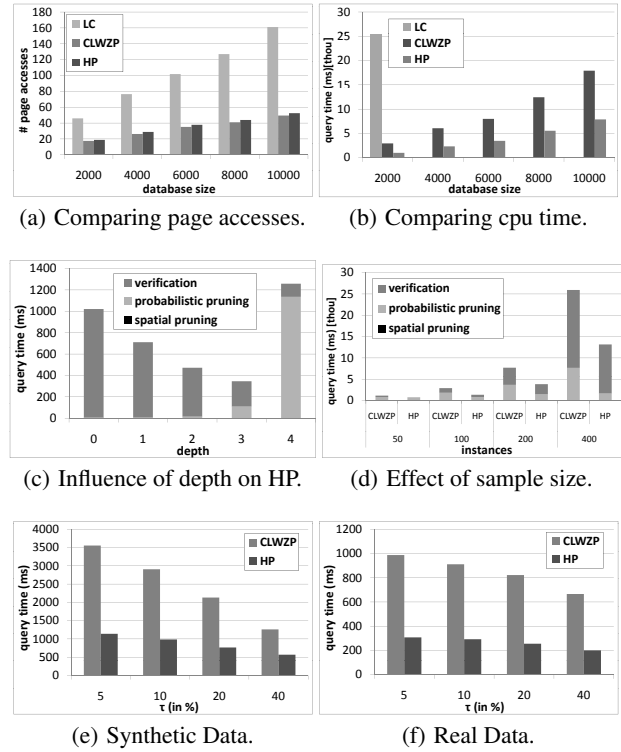 180
160
140
120
100
80
60
40
20
0
# page accesses
LC
CLWZP
HP
2000 4000 6000 8000 10000
database size
(a) Comparing page accesses.
30
25
20
15
10
5
0
query time (ms)[thou]
LC
CLWZP
HP
2000 4000 6000 8000 10000
database size
(b) Comparing cpu time.
1400
1200
1000
800
600
400
200
0
query time (ms)
verification
probabilistic pruning
spatial pruning
0 1 2 3 4
depth
(c) Influence of depth on HP.
30
25
20
15
10
5
0
query time (ms) [thou]
verification
probabilistic pruning
spatial pruning
CLWZP HP CLWZP HP CLWZP HP CLWZP HP
50 100 200 400
instances
(d) Effect of sample size.
4000
3500
3000
2500
2000
1500
1000
500
0
query time (ms)
CLWZP
HP
5 10 20 40
τ (in %)
(e) Synthetic Data.
1200
1000
800
600
400
200
0
query time (ms)
CLWZP
HP
5 10 20 40
τ (in %)
(f) Real Data.